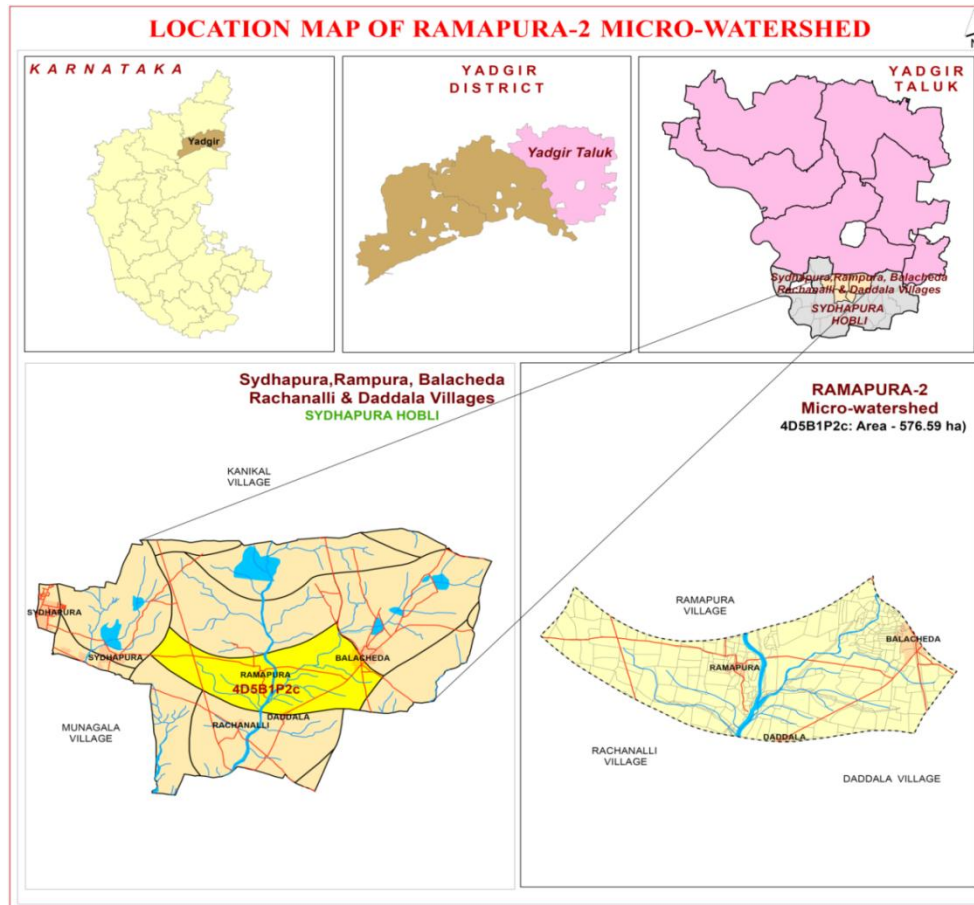 LOCATION MAP OF RAMAPURA-2 MICRO-WATERSHED
N
KARNATAKA
Yadgir
YADGIR
DISTRICT
Yadgir Taluk
YADGIR
TALUK
Sydhapura,Rampura, Balacheda
Rachanalli & Daddala Villages
SYDHAPURA
HOBLI
Sydhapura,Rampura, Balacheda
Rachanalli & Daddala Villages
SYDHAPURA HOBLI
KANIKAL
VILLAGE
SYDHAPURA
SYDHAPURA
BALACHEDA
RAMAPURA
4D5B1P2c
DADDALA
RACHANALLI
MUNAGALA
VILLAGE
RAMAPURA-2
Micro-watershed
4D5B1P2c: Area - 576.59 ha)
RAMAPURA
VILLAGE
BALACHEDA
RAMAPURA
DADDALA
RACHANALLI
VILLAGE
DADDALA VILLAGE